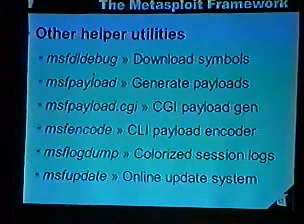 The Metasploit Framework
Other helper utilities
msfdldebug » Download symbols
msfpayload » Generate payloads
msfpayload.cgi » CGI payload gen
msfencode » CLI payload encoder
msflogdump » Colorized session logs
msfupdate » Online update system